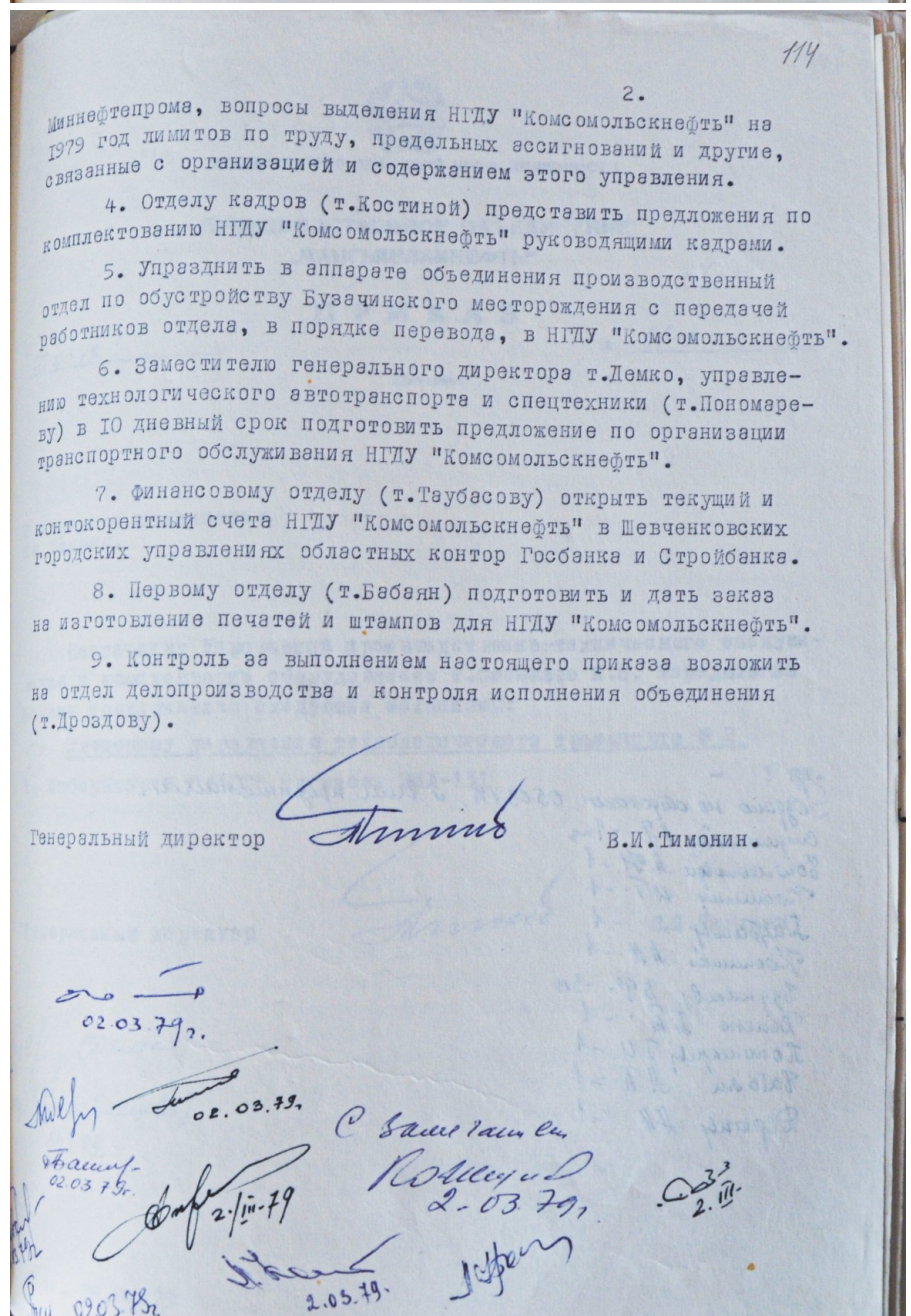 114
2.
Миннефтепрома, вопросы выделения НГДУ "Комсомольскнефть" на
1979 год лимитов по труду, предельных ассигнований и другие,
связанные с организацией и содержанием этого управления.
4. Отделу кадров (т.Костиной) представить предложения по
комплектованию НГДУ "Комсомольскнефть" руководящими кадрами.
5. Упразднить в аппарате объединения производственный
отдел по обустройству Бузачинского месторождения с передачей
работников отдела, в порядке перевода, в НГДУ "Комсомольскнефть".
6. Заместителю генерального директора т.Демко, управле-
нию технологического автотранспорта и спецтехники (т.Пономаре-
ву) в IO дневный срок подготовить предложение по организации
транспортного обслуживания НГДУ "Комсомольскнефть".
7. Финансовому отделу (т.Таубасову) открыть текущий и
контокорентный счета НГДУ "Комсомольскнефть" в Шевченковских
городских управлениях областных контор Госбанка и Стройбанка.
8. Первому отделу (т.Бабаян) подготовить и дать заказ
на изготовление печатей и штампов для НГДУ "Комсомольскнефть".
9. Контроль за выполнением настоящего приказа возложить
на отдел делопроизводства и контроля исполнения объединения
(т.Дроздову).
Генеральный директор В.И.Тимонин.
02.03.79г.
02.03.79.
С замечанием
02.03.79г.
2/III-79
2.03.79г
2.III.
2.03.79.
02.03.79г